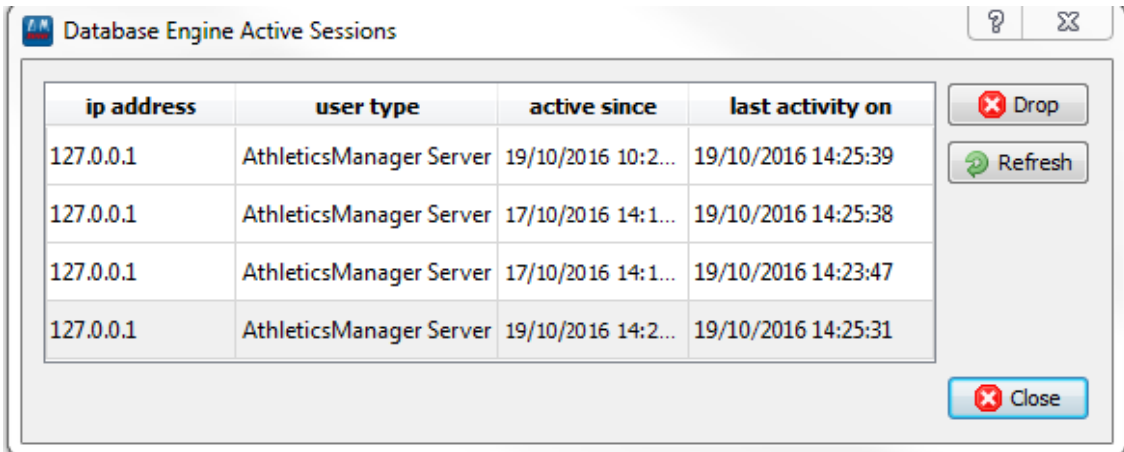 Database Engine Active Sessions
ip address user type active since last activity on
127.0.0.1 AthleticsManager Server 19/10/2016 10:2... 19/10/2016 14:25:39
127.0.0.1 AthleticsManager Server 17/10/2016 14:1... 19/10/2016 14:25:38
127.0.0.1 AthleticsManager Server 17/10/2016 14:1... 19/10/2016 14:23:47
127.0.0.1 AthleticsManager Server 19/10/2016 14:2... 19/10/2016 14:25:31
Drop
Refresh
Close